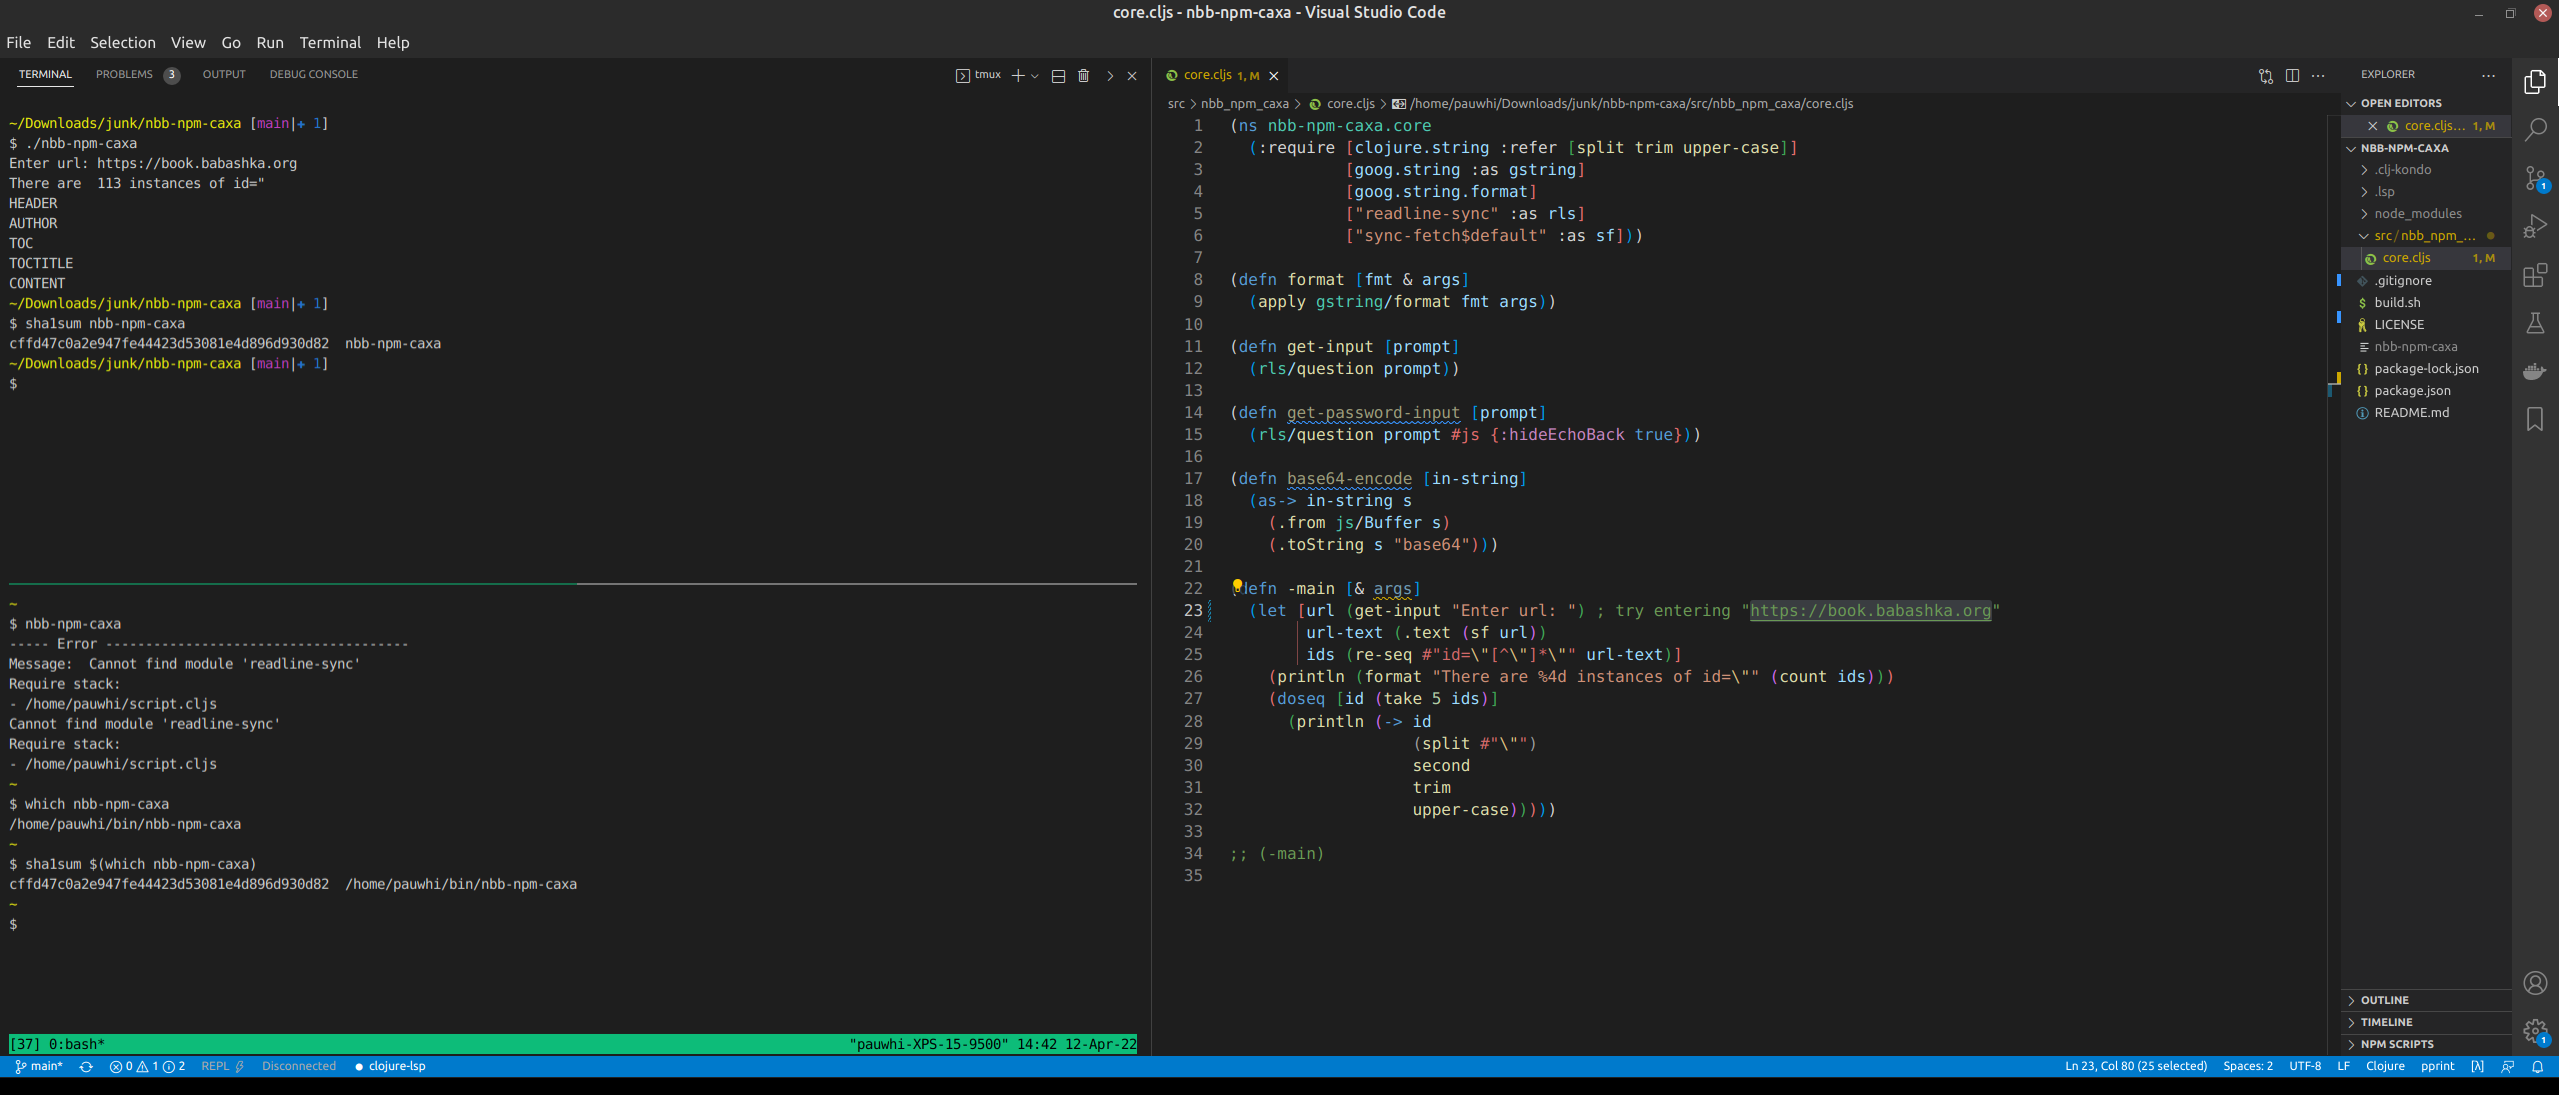 core.cljs - nbb-npm-caxa - Visual Studio Code
File Edit Selection View Go Run Terminal Help
TERMINAL PROBLEMS 3 OUTPUT DEBUG CONSOLE
tmux
~/Downloads/junk/nbb-npm-caxa [main|+ 1]
$ ./nbb-npm-caxa
Enter url: https://book.babashka.org
There are  113 instances of id="
HEADER
AUTHOR
TOC
TOCTITLE
CONTENT
~/Downloads/junk/nbb-npm-caxa [main|+ 1]
$ sha1sum nbb-npm-caxa
cffd47c0a2e947fe44423d53081e4d896d930d82  nbb-npm-caxa
~/Downloads/junk/nbb-npm-caxa [main|+ 1]
$
~
$ nbb-npm-caxa
----- Error --------------------------------------
Message:  Cannot find module 'readline-sync'
Require stack:
- /home/pauwhi/script.cljs
Cannot find module 'readline-sync'
Require stack:
- /home/pauwhi/script.cljs
~
$ which nbb-npm-caxa
/home/pauwhi/bin/nbb-npm-caxa
~
$ sha1sum $(which nbb-npm-caxa)
cffd47c0a2e947fe44423d53081e4d896d930d82  /home/pauwhi/bin/nbb-npm-caxa
~
$
[37] 0:bash* "pauwhi-XPS-15-9500" 14:42 12-Apr-22
core.cljs 1, M
src > nbb_npm_caxa > core.cljs > /home/pauwhi/Downloads/junk/nbb-npm-caxa/src/nbb_npm_caxa/core.cljs
1 (ns nbb-npm-caxa.core
2   (:require [clojure.string :refer [split trim upper-case]]
3             [goog.string :as gstring]
4             [goog.string.format]
5             ["readline-sync" :as rls]
6             ["sync-fetch$default" :as sf]))
7
8 (defn format [fmt & args]
9   (apply gstring/format fmt args))
10
11 (defn get-input [prompt]
12   (rls/question prompt))
13
14 (defn get-password-input [prompt]
15   (rls/question prompt #js {:hideEchoBack true}))
16
17 (defn base64-encode [in-string]
18   (as-> in-string s
19     (.from js/Buffer s)
20     (.toString s "base64")))
21
22 (defn -main [& args]
23   (let [url (get-input "Enter url: ") ; try entering "https://book.babashka.org"
24         url-text (.text (sf url))
25         ids (re-seq #"id=\"[^\"]*\"" url-text)]
26     (println (format "There are %4d instances of id=\"" (count ids)))
27     (doseq [id (take 5 ids)]
28       (println (-> id
29                    (split #"\"")
30                    second
31                    trim
32                    upper-case)))))
33
34 ;; (-main)
35
EXPLORER
OPEN EDITORS
core.cljs... 1, M
NBB-NPM-CAXA
.clj-kondo
.lsp
node_modules
src / nbb_npm_...
core.cljs 1, M
.gitignore
build.sh
LICENSE
nbb-npm-caxa
package-lock.json
package.json
README.md
OUTLINE
TIMELINE
NPM SCRIPTS
1
1
main* 0 1 2 REPL Disconnected clojure-lsp
Ln 23, Col 80 (25 selected) Spaces: 2 UTF-8 LF Clojure pprint [λ]